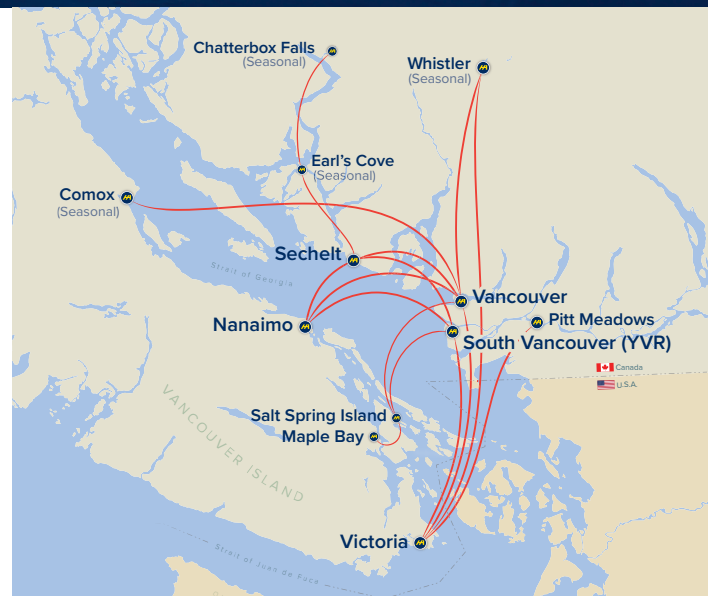 Chatterbox Falls
(Seasonal)
Whistler
(Seasonal)
Earl's Cove
(Seasonal)
Comox
(Seasonal)
Sechelt
Strait of Georgia
Vancouver
Nanaimo
Pitt Meadows
South Vancouver (YVR)
Canada
U.S.A.
VANCOUVER ISLAND
Salt Spring Island
Maple Bay
Victoria
Strait of Juan de Fuca